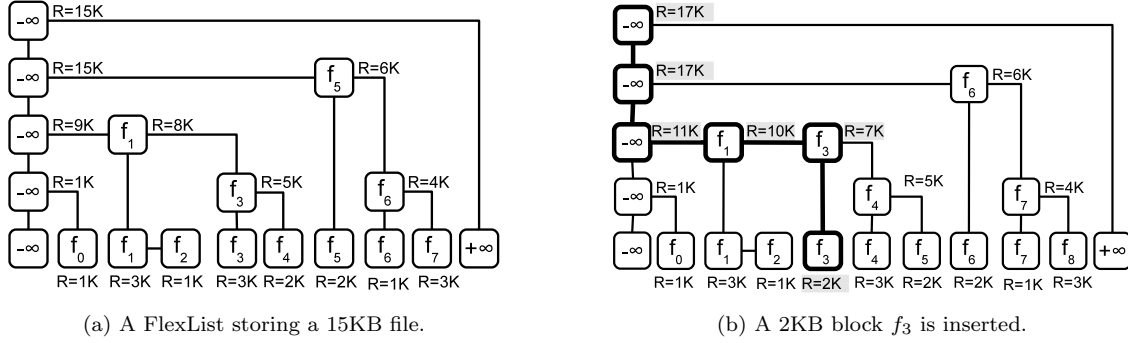 R=15K
-∞
R=15K
-∞
f5
R=6K
R=9K
-∞
f1
R=8K
R=1K
-∞
f3
R=5K
f6
R=4K
-∞ f0 f1 f2 f3 f4 f5 f6 f7 +∞
R=1K R=3K R=1K R=3K R=2K R=2K R=1K R=3K
(a) A FlexList storing a 15KB file.
R=17K
-∞
R=17K
-∞
f6
R=6K
-∞
R=11K
f1
R=10K
f3
R=7K
R=1K
-∞
f4
R=5K
f7
R=4K
-∞ f0 f1 f2 f3 f4 f5 f6 f7 f8 +∞
R=1K R=3K R=1K R=2K R=3K R=2K R=2K R=1K R=3K
(b) A 2KB block f3 is inserted.